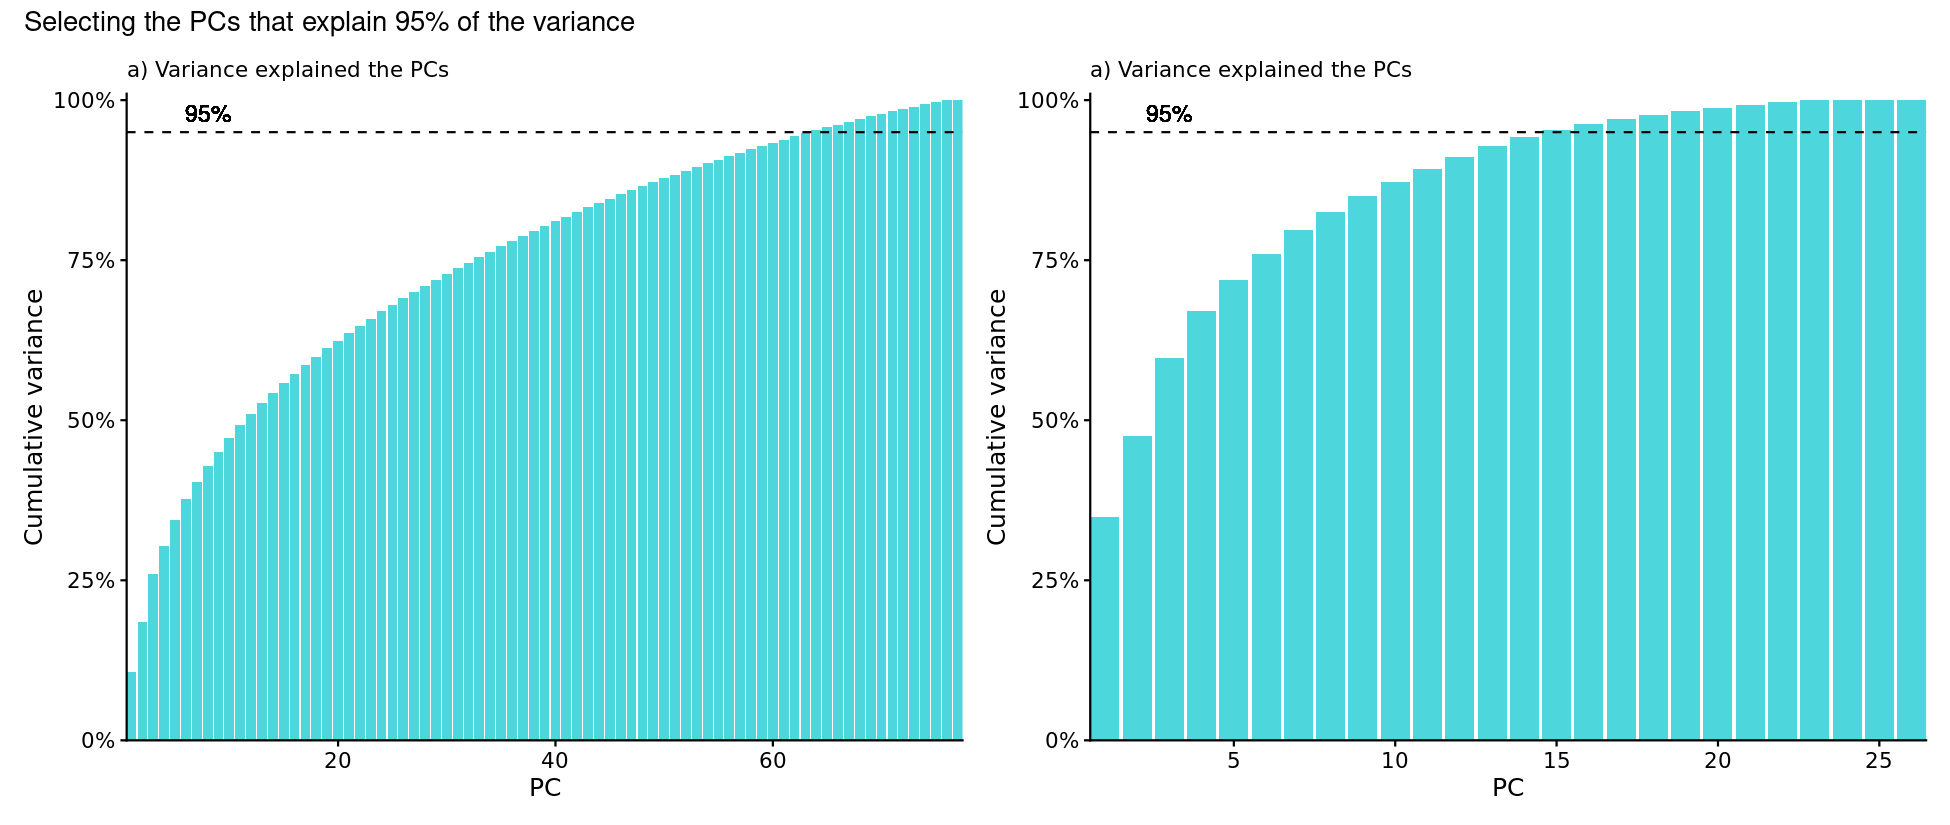 Selecting the PCs that explain 95% of the variance
a) Variance explained the PCs
100%
95%
75%
50%
25%
0%
Cumulative variance
20
40
60
PC
a) Variance explained the PCs
100%
95%
75%
50%
25%
0%
Cumulative variance
5
10
15
20
25
PC